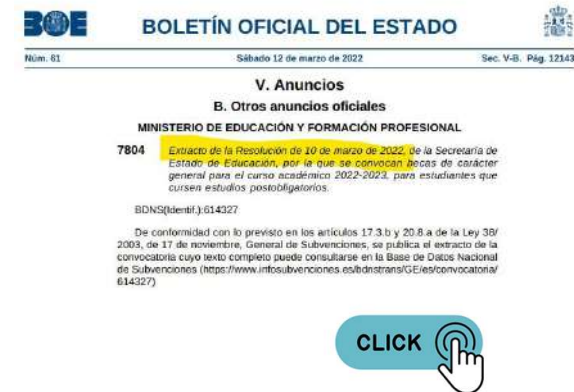 BOE BOLETÍN OFICIAL DEL ESTADO
Núm. 61 Sábado 12 de marzo de 2022 Sec. V-B. Pág. 12143
V. Anuncios
B. Otros anuncios oficiales
MINISTERIO DE EDUCACIÓN Y FORMACIÓN PROFESIONAL
7804 Extracto de la Resolución de 10 de marzo de 2022, de la Secretaría de
Estado de Educación, por la que se convocan becas de carácter
general para el curso académico 2022-2023, para estudiantes que
cursen estudios postobligatorios.
BDNS(Identif.):614327
De conformidad con lo previsto en los artículos 17.3.b y 20.8.a de la Ley 38/
2003, de 17 de noviembre, General de Subvenciones, se publica el extracto de la
convocatoria cuyo texto completo puede consultarse en la Base de Datos Nacional
de Subvenciones (https://www.infosubvenciones.es/bdnstrans/GE/es/convocatoria/
614327)
CLICK